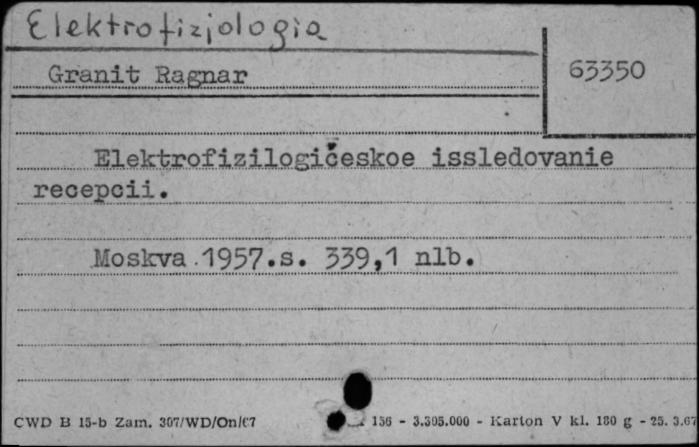 Elektrofizjologia
Granit Ragnar
63350
Elektrofizilogičeskoe issledovanie
recepcii.
Moskva 1957.s. 339,1 nlb.
CWD B 15-b Zam. 307/WD/On/67 156 - 3.305.000 - Karton V kl. 180 g - 25. 3.67